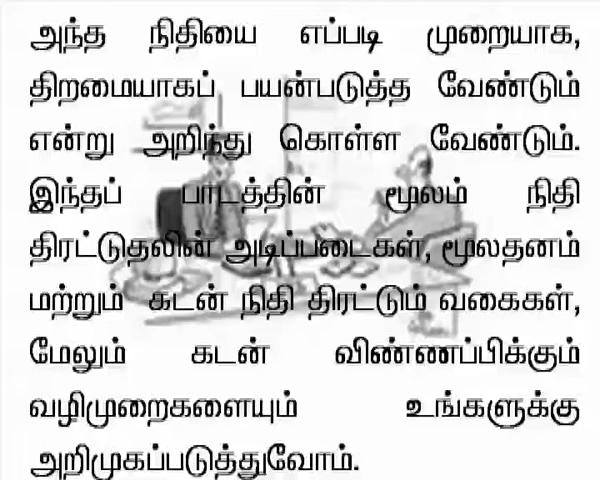 அந்த நிதியை எப்படி முறையாக,
திறமையாகப் பயன்படுத்த வேண்டும்
என்று அறிந்து கொள்ள வேண்டும்.
இந்தப் பாடத்தின் மூலம் நிதி
திரட்டுதலின் அடிப்படைகள், மூலதனம்
மற்றும் கடன் நிதி திரட்டும் வகைகள்,
மேலும் கடன் விண்ணப்பிக்கும்
வழிமுறைகளையும் உங்களுக்கு
அறிமுகப்படுத்துவோம்.